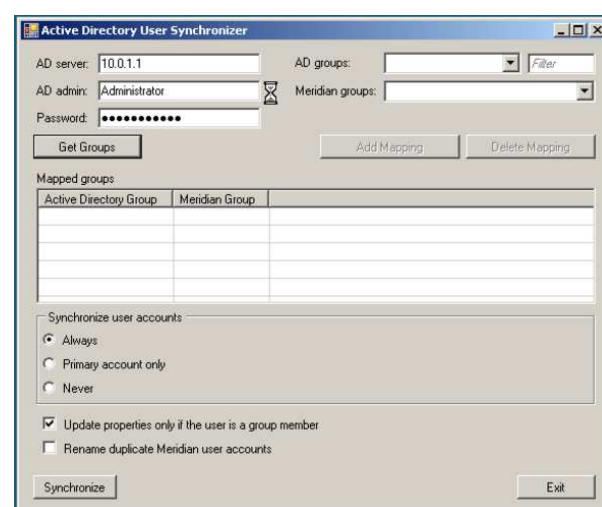 Active Directory User Synchronizer
AD server: 10.0.1.1
AD groups: Filter
AD admin: Administrator
Meridian groups:
Password: ●●●●●●●●●●●
Get Groups
Add Mapping
Delete Mapping
Mapped groups
Active Directory Group Meridian Group
Synchronize user accounts
Always
Primary account only
Never
Update properties only if the user is a group member
Rename duplicate Meridian user accounts
Synchronize
Exit